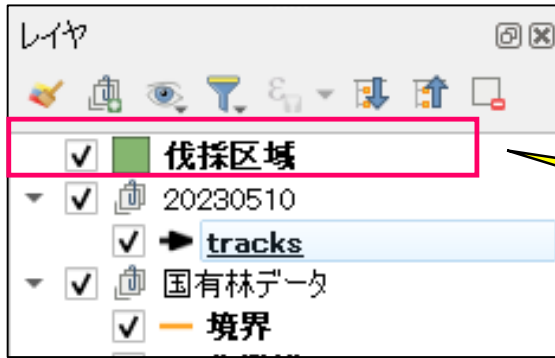 レイヤ
伐採区域
20230510
tracks
国有林データ
境界